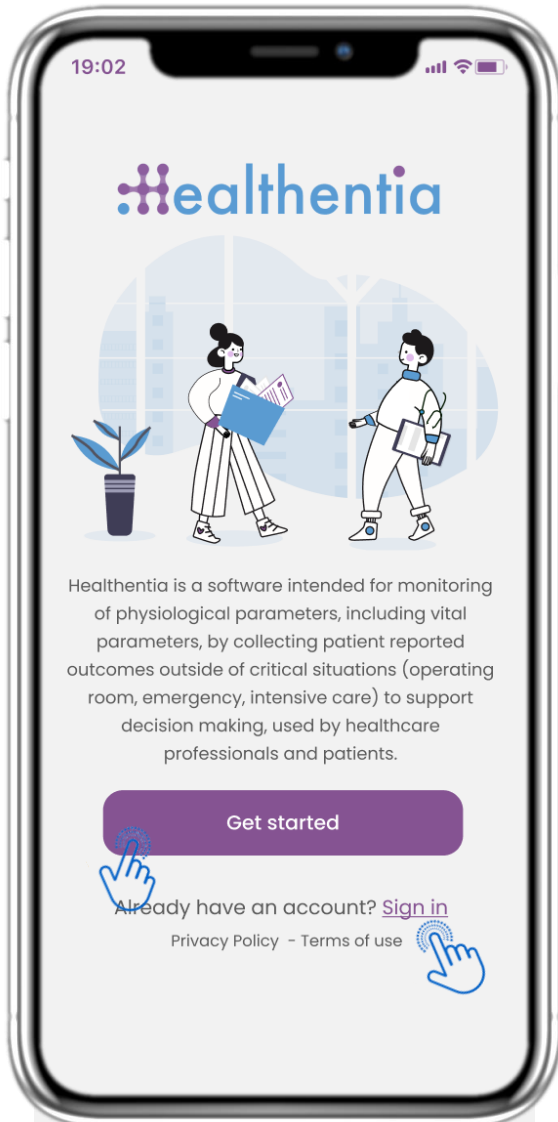 19:02
Healthentia
Healthentia is a software intended for monitoring
of physiological parameters, including vital
parameters, by collecting patient reported
outcomes outside of critical situations (operating
room, emergency, intensive care) to support
decision making, used by healthcare
professionals and patients.
Get started
Already have an account? Sign in
Privacy Policy - Terms of use